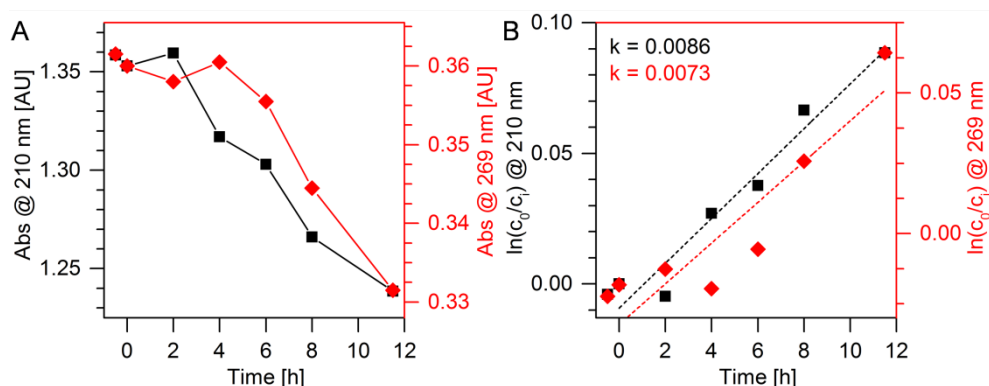 A
Abs @ 210 nm [AU]
1.35
1.30
1.25
0.36
0.35
0.34
0.33
Abs @ 269 nm [AU]
0 2 4 6 8 10 12
Time [h]
B
k = 0.0086
k = 0.0073
ln(c₀/cᵢ) @ 210 nm
0.10
0.05
0.00
0.05
0.00
ln(c₀/cᵢ) @ 269 nm
0 2 4 6 8 10 12
Time [h]